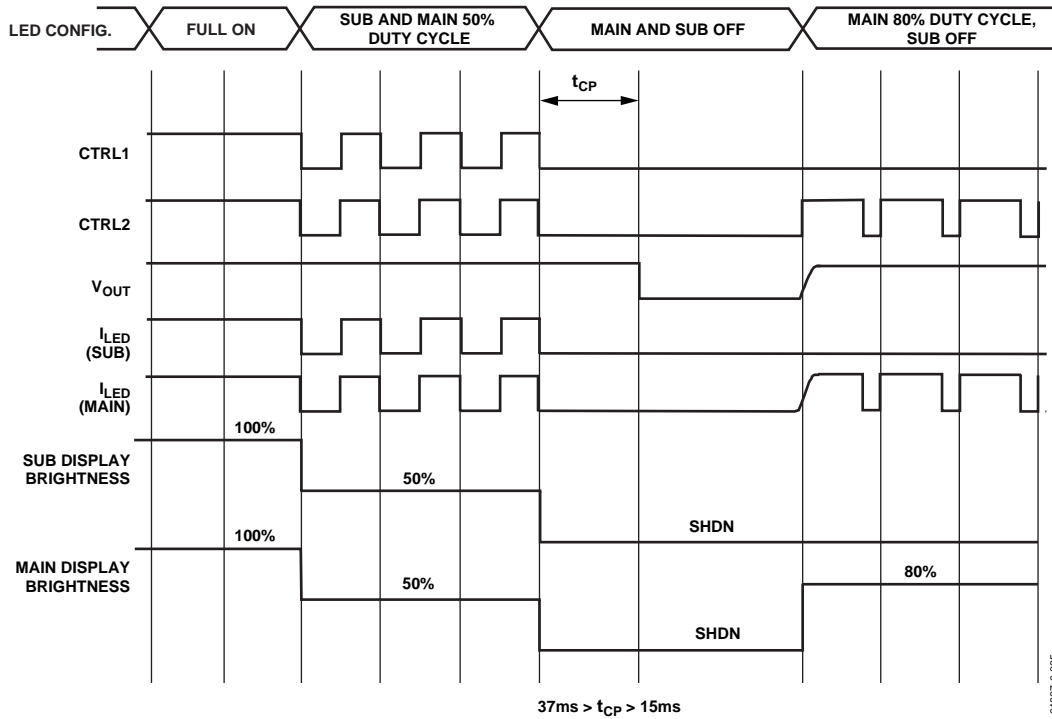 LED CONFIG.
FULL ON
SUB AND MAIN 50%
DUTY CYCLE
MAIN AND SUB OFF
MAIN 80% DUTY CYCLE,
SUB OFF
tCP
CTRL1
CTRL2
VOUT
ILED
(SUB)
ILED
(MAIN)
100%
SUB DISPLAY
BRIGHTNESS
50%
SHDN
100%
MAIN DISPLAY
BRIGHTNESS
50%
80%
SHDN
37ms > tCP > 15ms